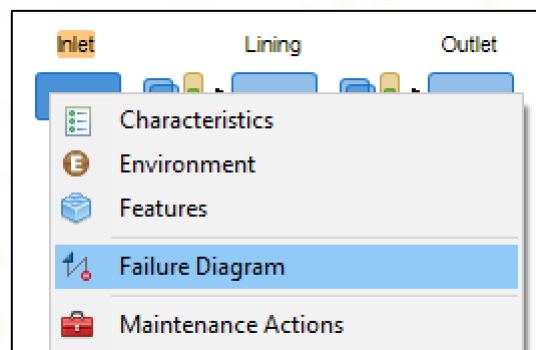 Inlet Lining Outlet
Characteristics
E Environment
Features
Failure Diagram
Maintenance Actions